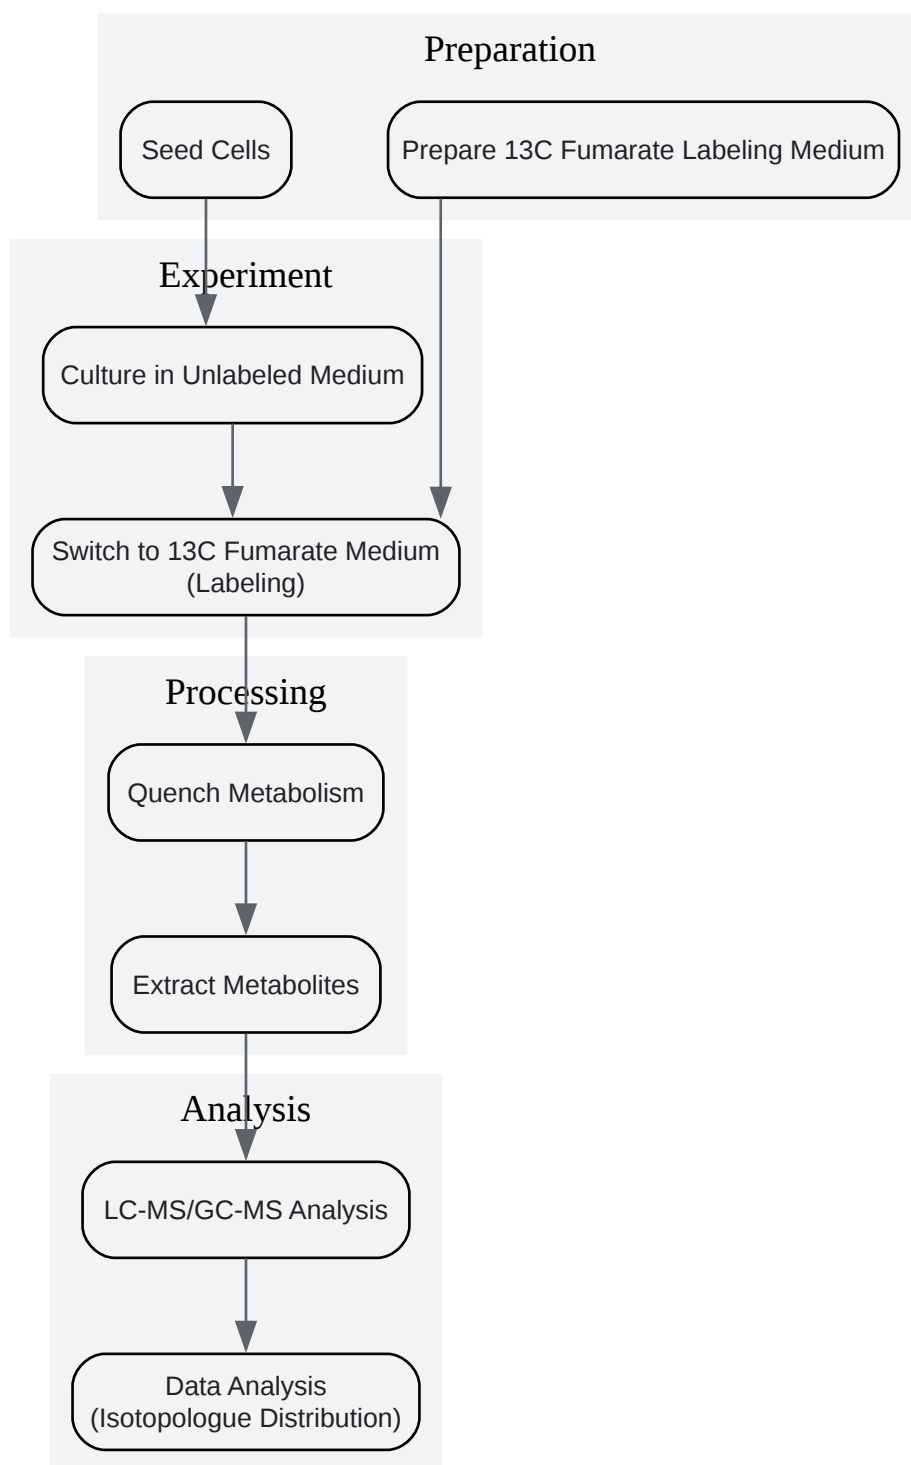 Preparation
Seed Cells
Prepare 13C Fumarate Labeling Medium
Experiment
Culture in Unlabeled Medium
Switch to 13C Fumarate Medium
(Labeling)
Processing
Quench Metabolism
Extract Metabolites
Analysis
LC-MS/GC-MS Analysis
Data Analysis
(Isotopologue Distribution)